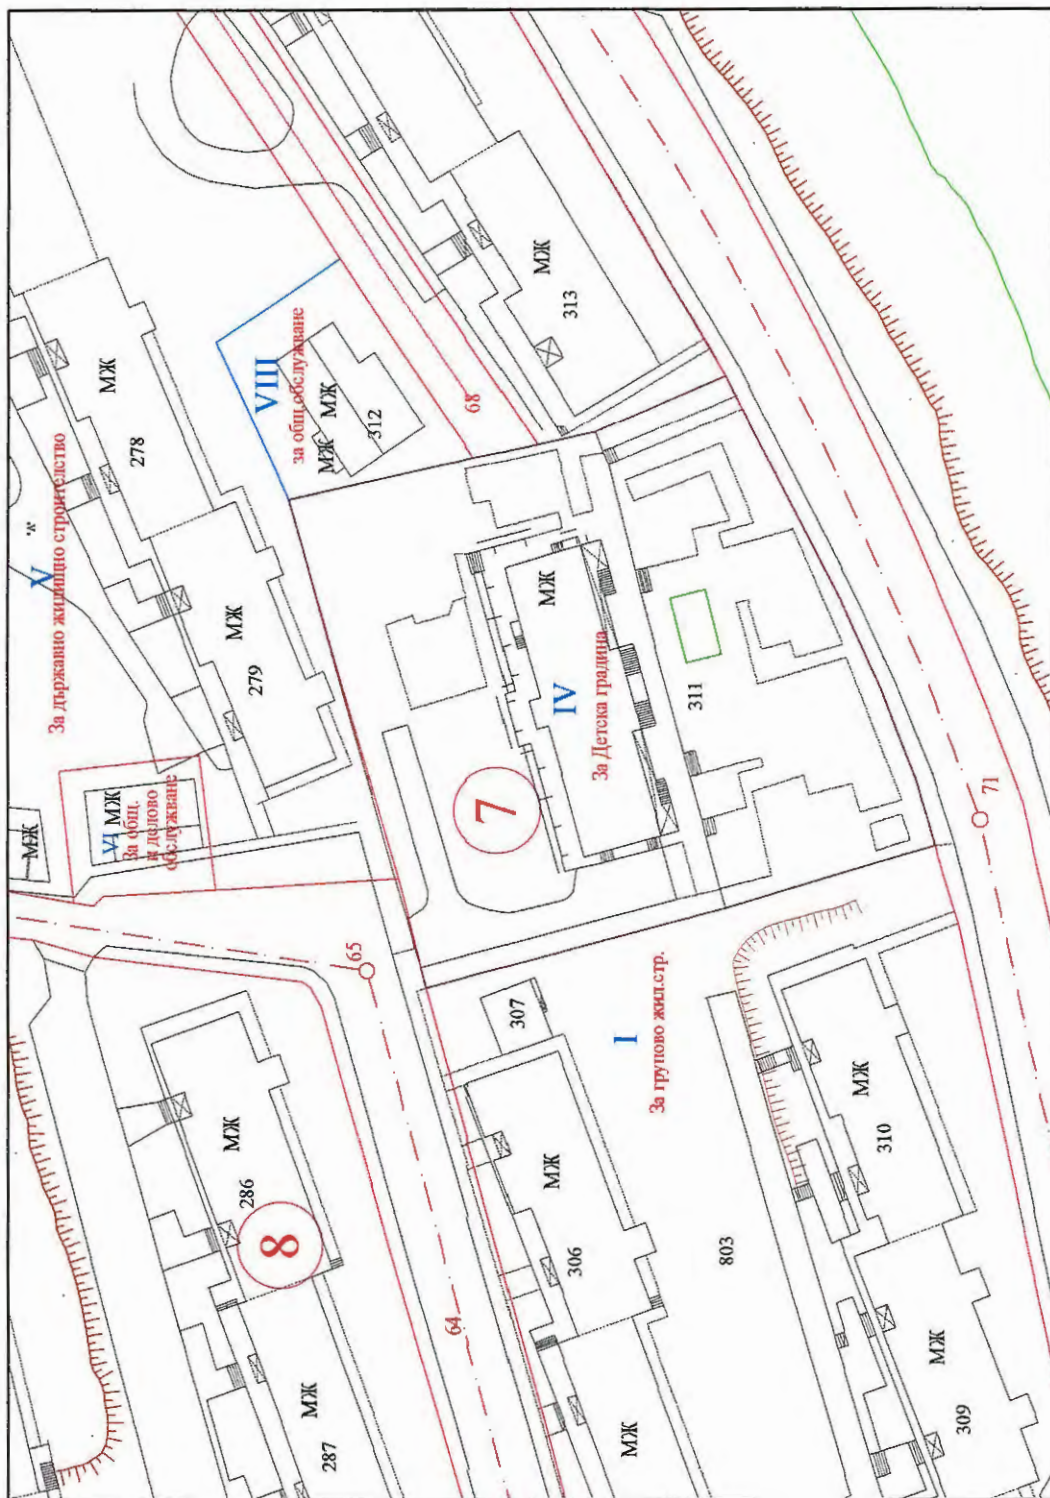 V
За държавно жилищно строителство
МЖ
278
VIII
за общ.обслужване
МЖ
МЖ
312
68
МЖ
313
МЖ
279
МЖ
VI
МЖ
За общ.
и делово
обслужване
7
IV
За Детска градина
МЖ
311
71
65
307
I
За групово жил.стр.
МЖ
286
8
64
МЖ
306
803
МЖ
310
МЖ
287
МЖ
МЖ
309